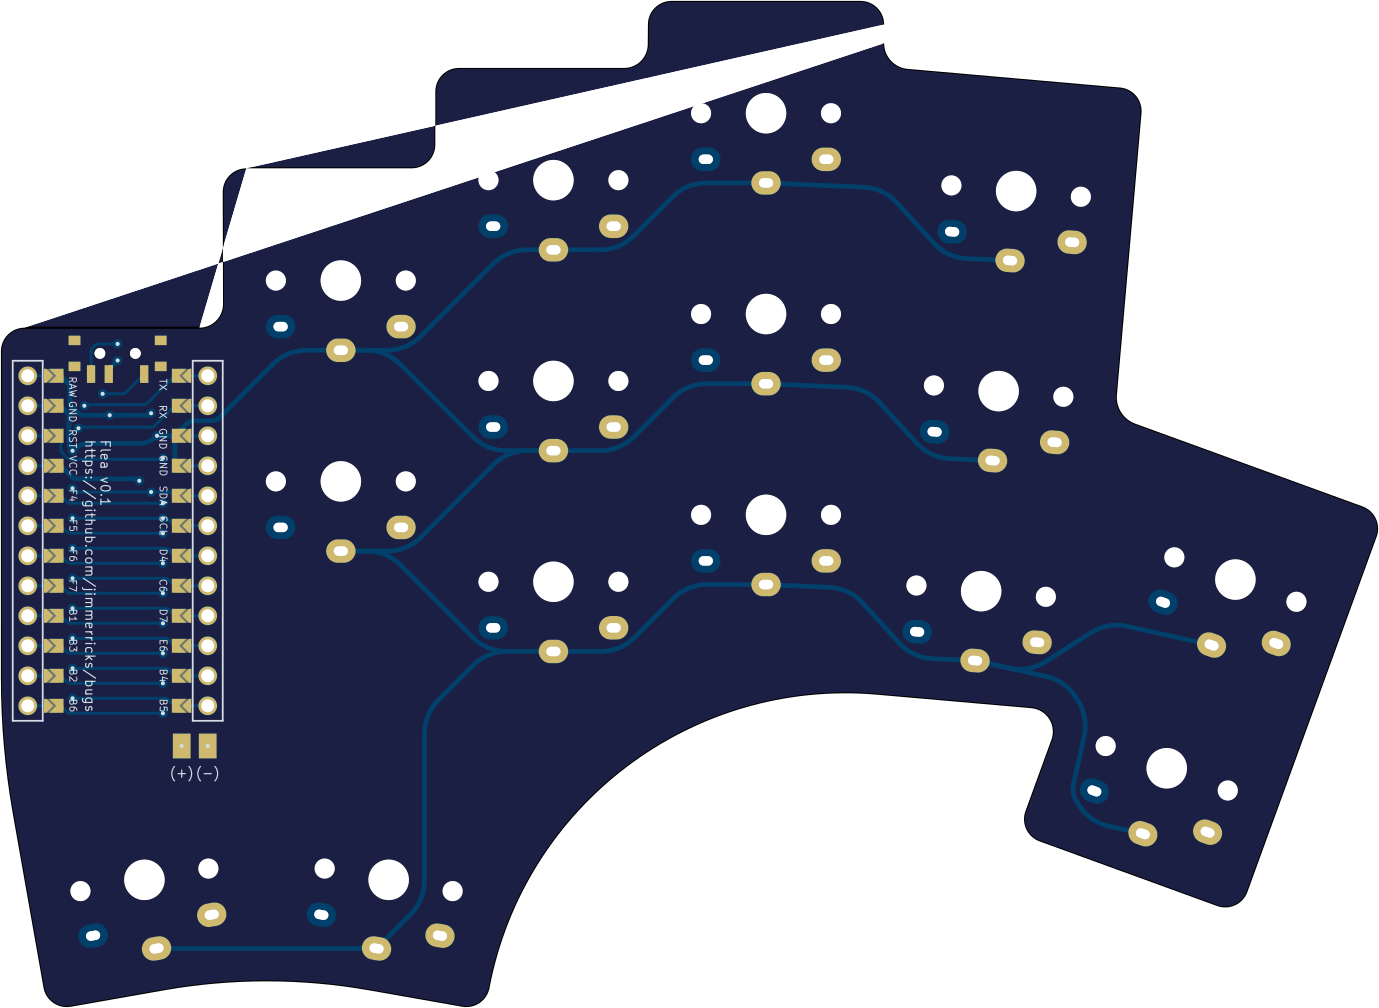 RAW
GND
RST
VCC
F4
F5
F6
F7
B1
B3
B2
B6
Flea v0.1
https://github.com/jimmerricks/bugs
TX
RX
GND
GND
SDA
SCL
D4
C6
D7
E6
B4
B5
(+)(-)